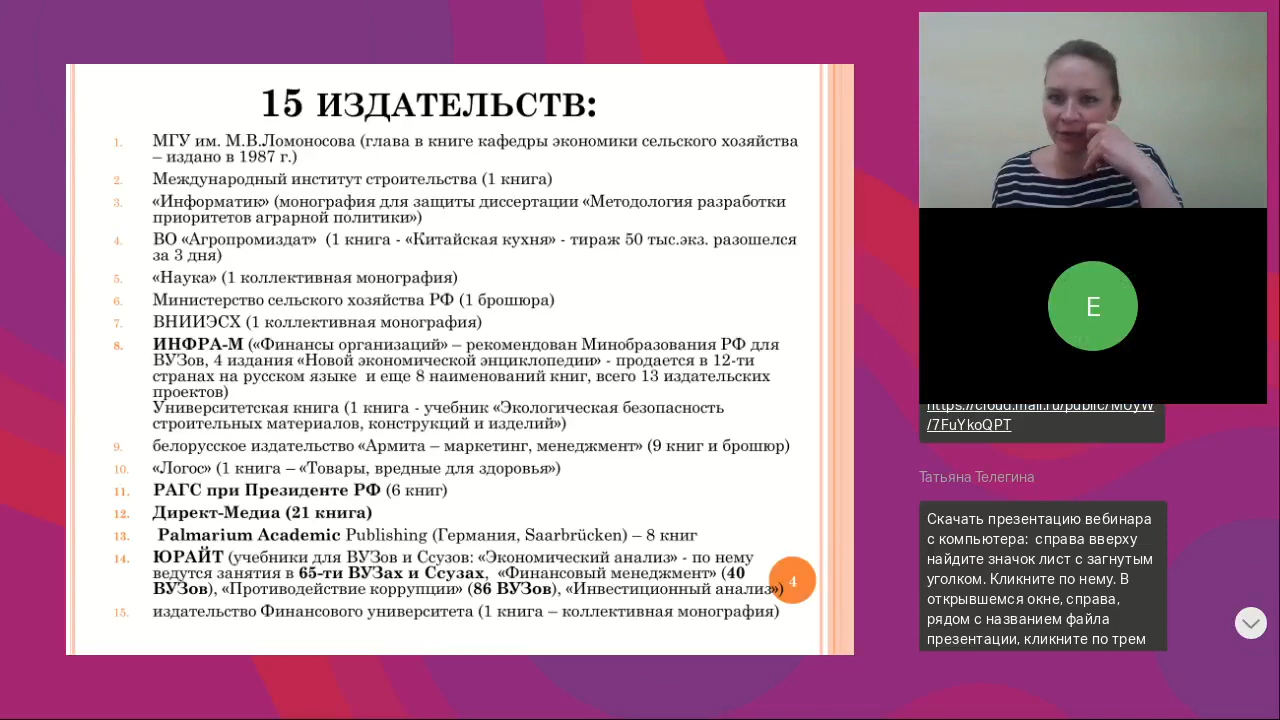 15 ИЗДАТЕЛЬСТВ:
1. МГУ им. М.В.Ломоносова (глава в книге кафедры экономики сельского хозяйства
– издано в 1987 г.)
2. Международный институт строительства (1 книга)
3. «Информатик» (монография для защиты диссертации «Методология разработки
приоритетов аграрной политики»)
4. ВО «Агропромиздат» (1 книга - «Китайская кухня» - тираж 50 тыс.экз. разошелся
за 3 дня)
5. «Наука» (1 коллективная монография)
6. Министерство сельского хозяйства РФ (1 брошюра)
7. ВНИИЭСХ (1 коллективная монография)
8. ИНФРА-М («Финансы организаций» – рекомендован Минобразования РФ для
ВУЗов, 4 издания «Новой экономической энциклопедии» - продается в 12-ти
странах на русском языке и еще 8 наименований книг, всего 13 издательских
проектов)
Университетская книга (1 книга - учебник «Экологическая безопасность
строительных материалов, конструкций и изделий»)
9. белорусское издательство «Армита – маркетинг, менеджмент» (9 книг и брошюр)
10. «Логос» (1 книга – «Товары, вредные для здоровья»)
11. РАГС при Президенте РФ (6 книг)
12. Директ-Медиа (21 книга)
13. Palmarium Academic Publishing (Германия, Saarbrücken) – 8 книг
14. ЮРАЙТ (учебники для ВУЗов и Ссузов: «Экономический анализ» - по нему
ведутся занятия в 65-ти ВУЗах и Ссузах, «Финансовый менеджмент» (40
ВУЗов), «Противодействие коррупции» (86 ВУЗов), «Инвестиционный анализ»)
15. издательство Финансового университета (1 книга – коллективная монография)
4
E
https://cloud.mail.ru/public/MUyW
/7FuYkoQPT
Татьяна Телегина
Скачать презентацию вебинара
с компьютера: справа вверху
найдите значок лист с загнутым
уголком. Кликните по нему. В
открывшемся окне, справа,
рядом с названием файла
презентации, кликните по трем